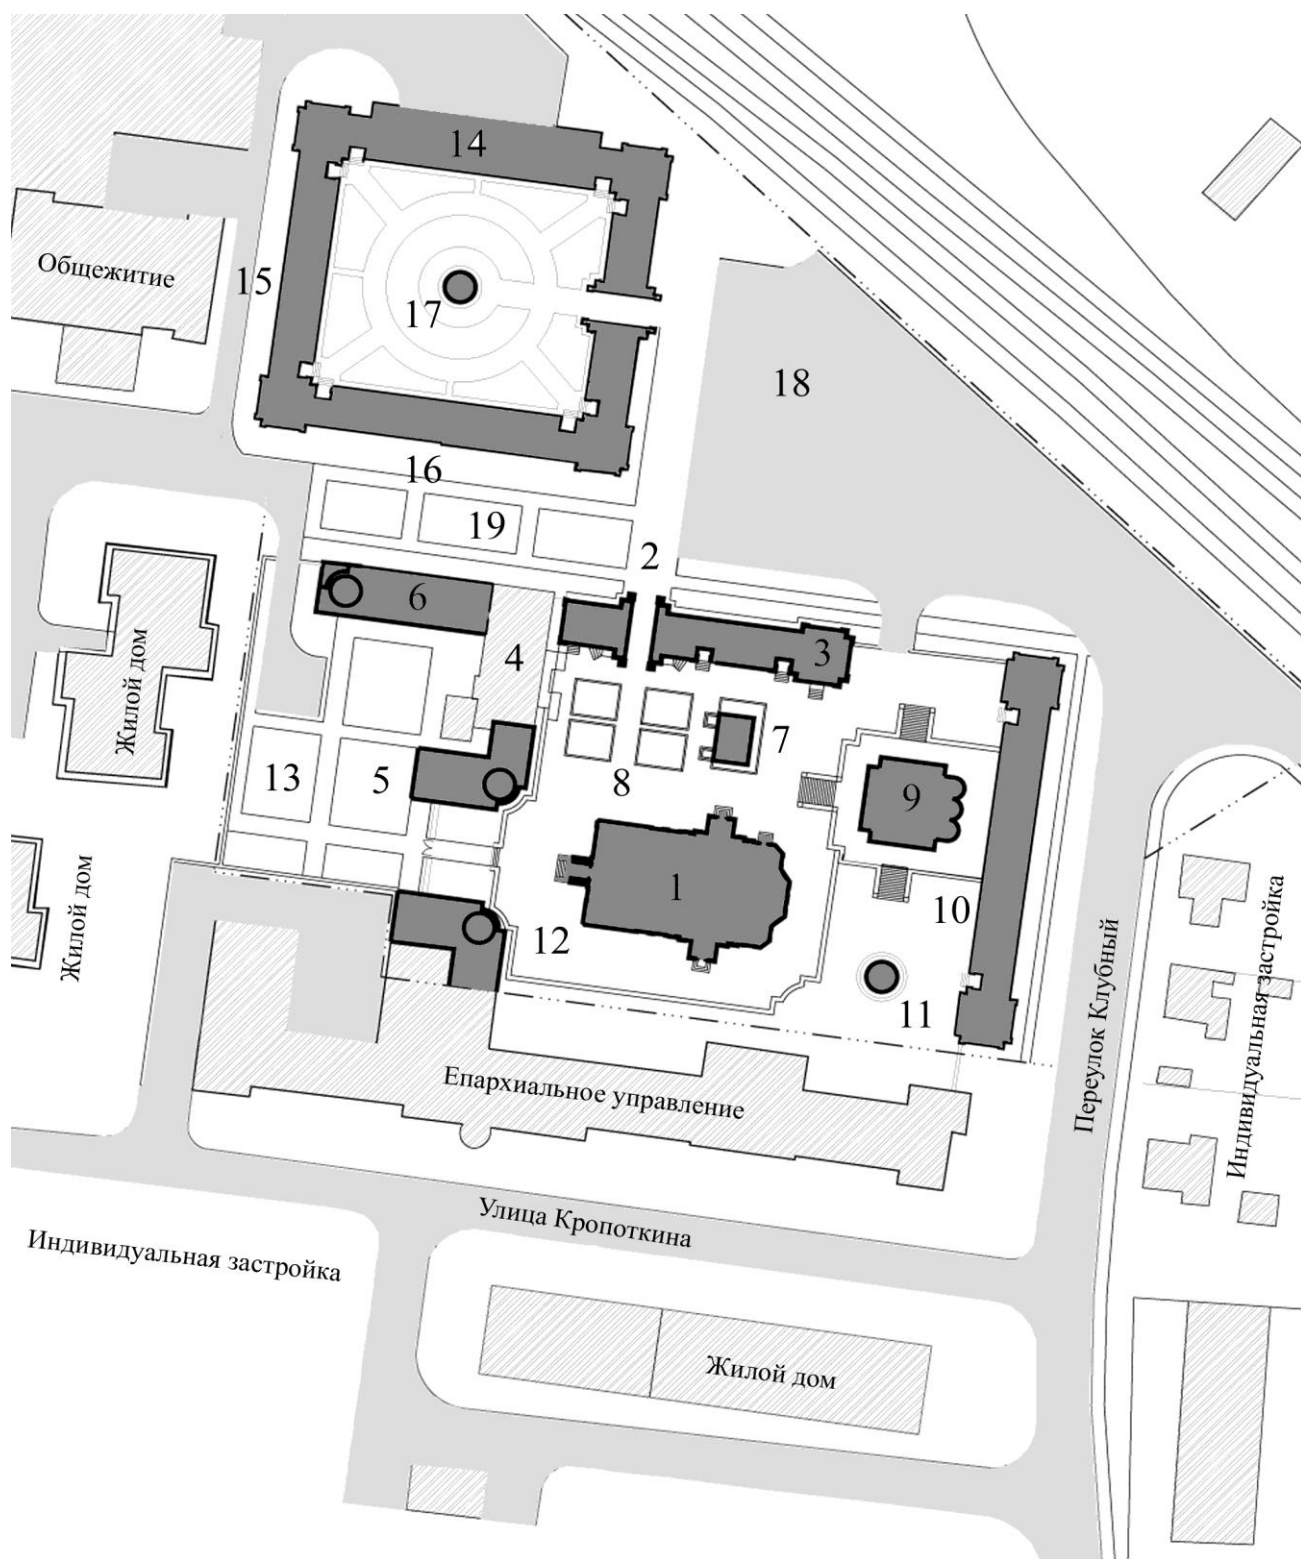 14
Общежитие
15
17
18
16
19
2
6
3
4
Жилой дом
7
13
5
8
9
1
Жилой дом
10
12
11
Переулок Клубный
Индивидуальная застройка
Епархиальное управление
Улица Кропоткина
Индивидуальная застройка
Жилой дом